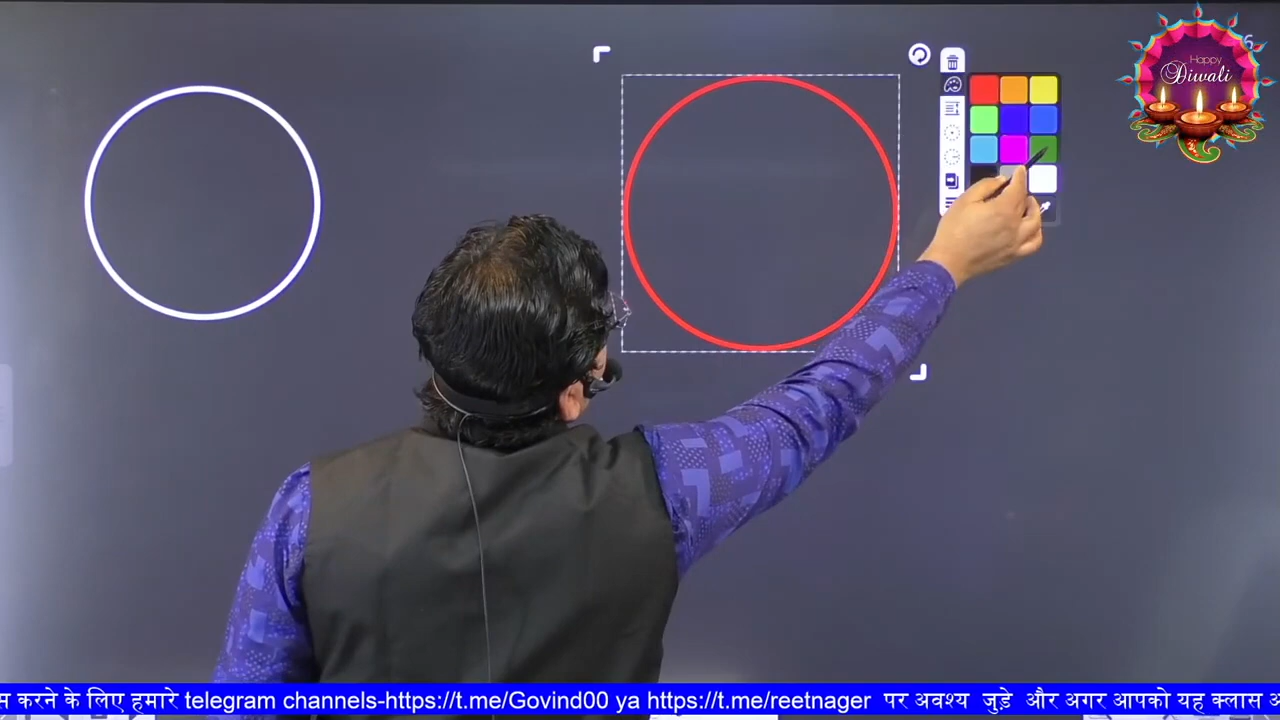 Happy
Diwali
करने के लिए हमारे telegram channels-https://t.me/Govind00 ya https://t.me/reetnager पर अवश्य जुड़े और अगर आपको यह क्लास